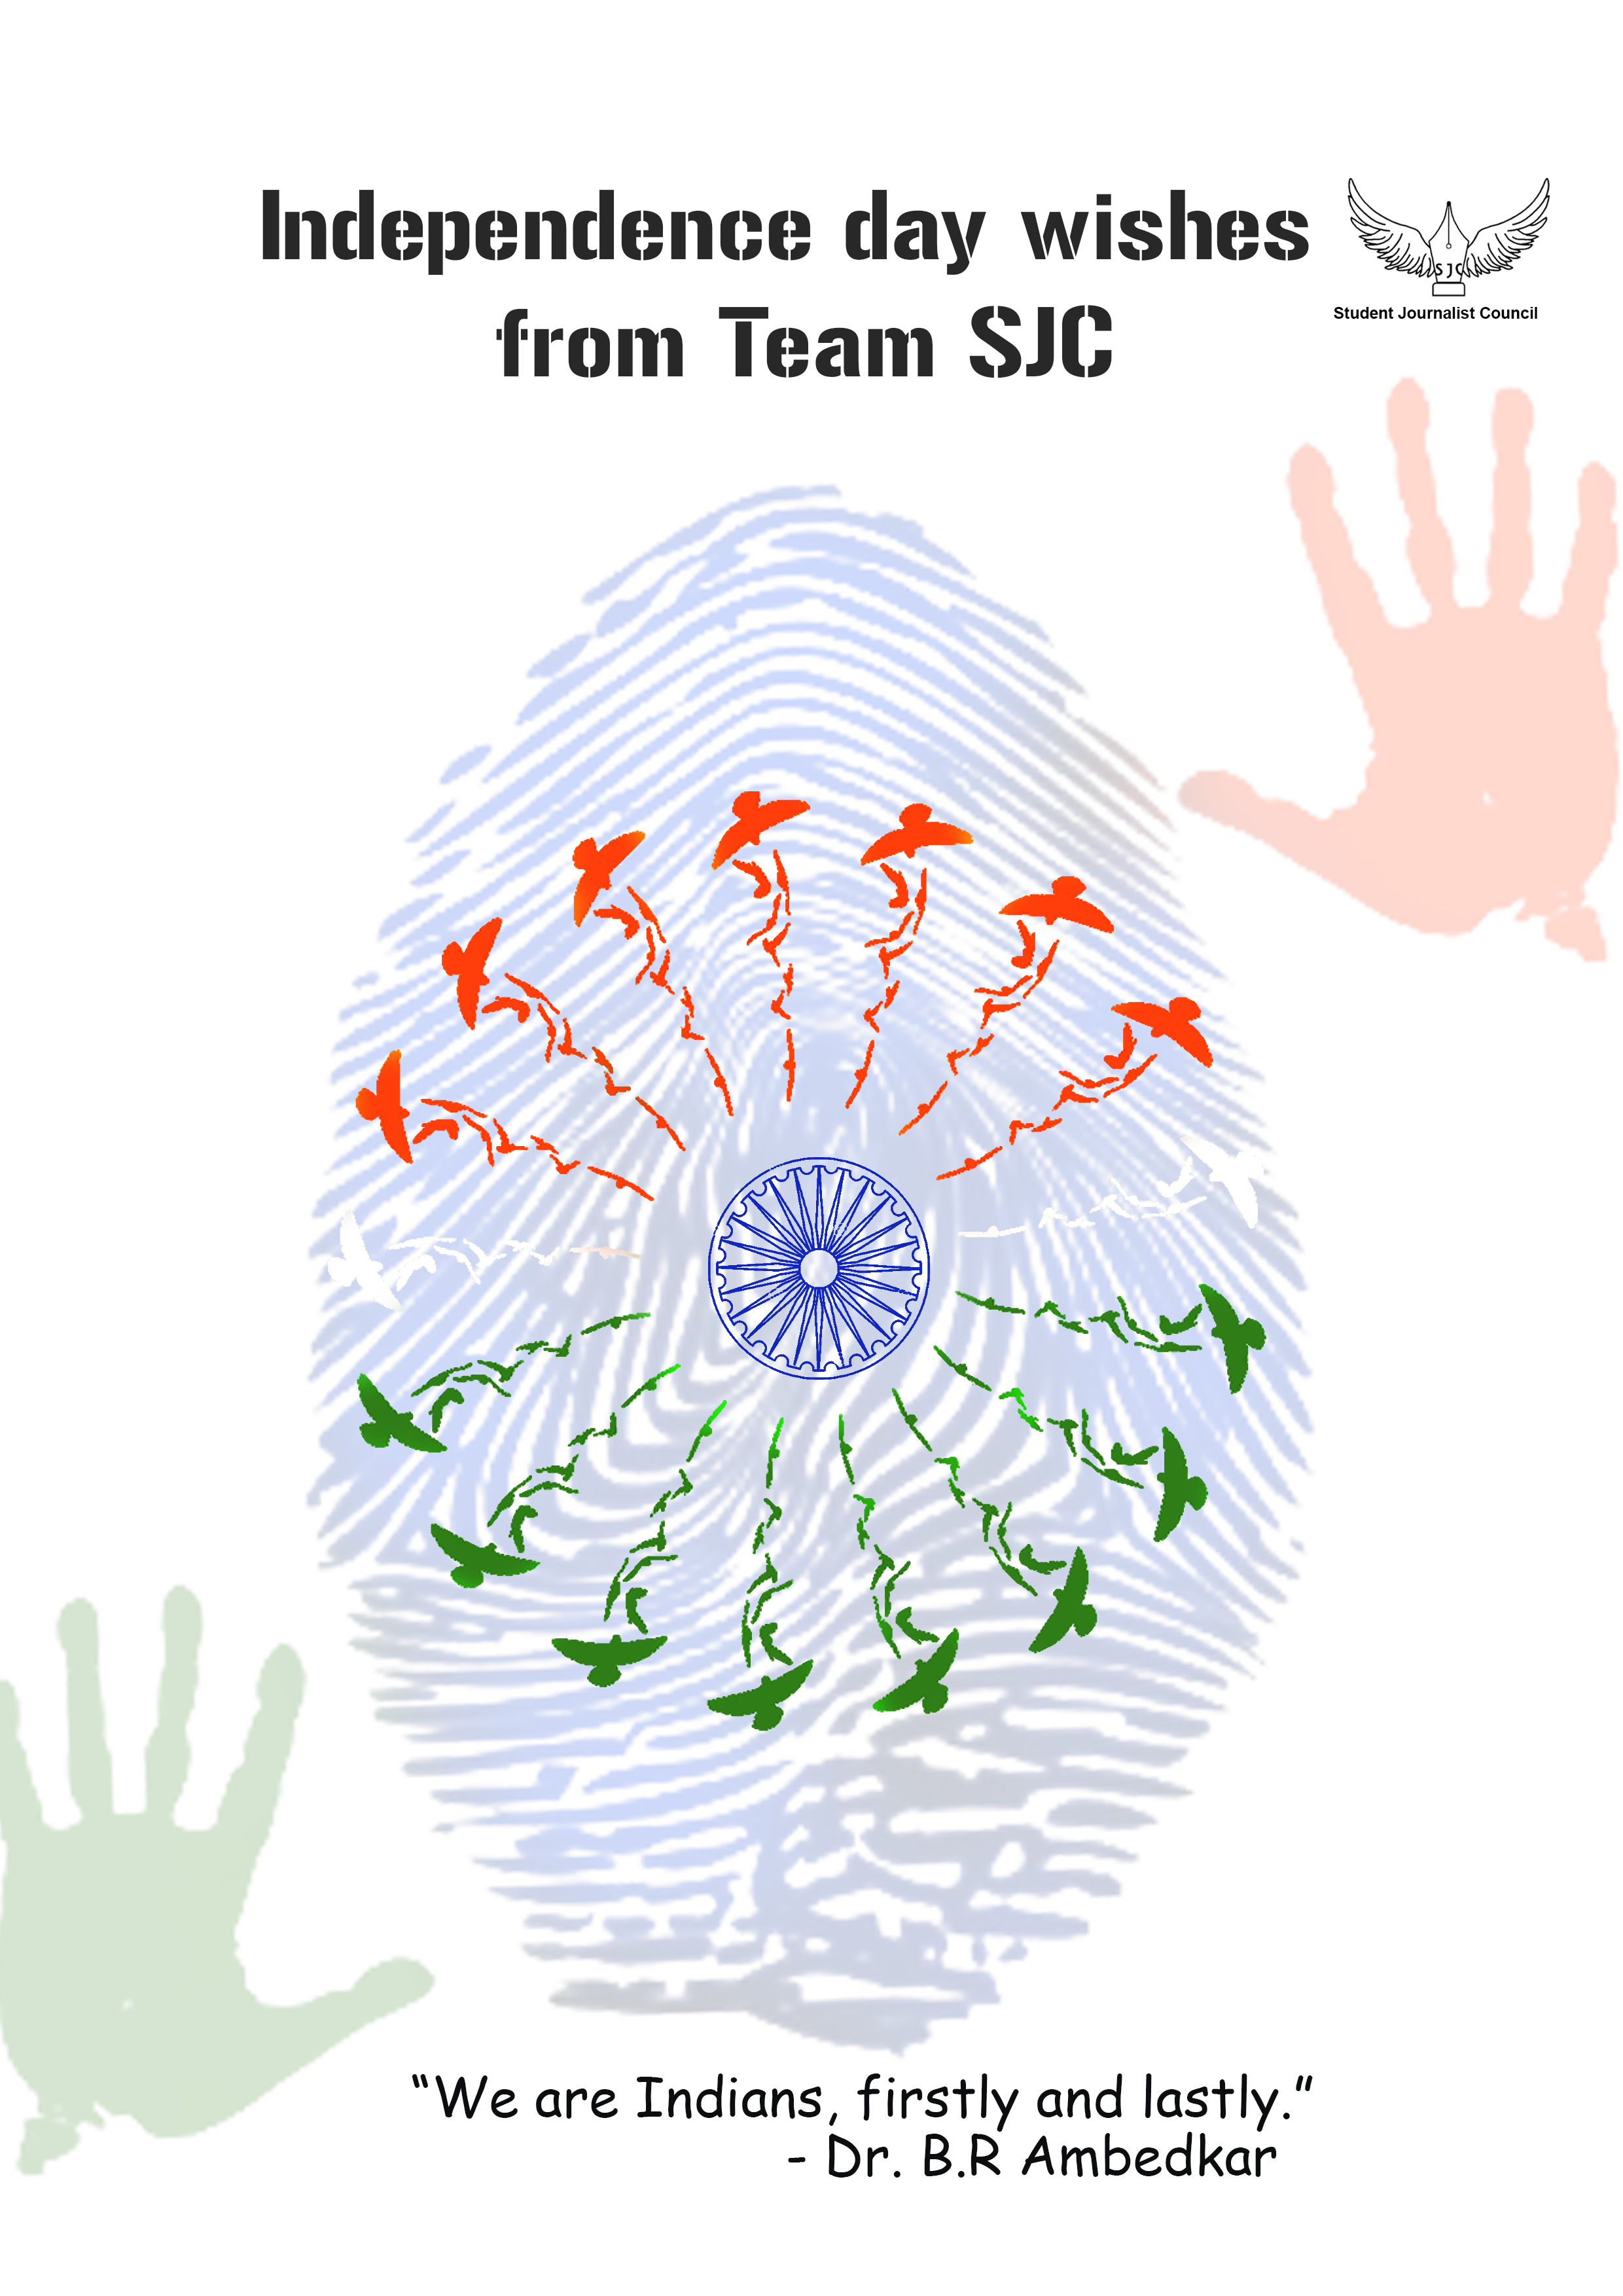 Independence day wishes
from Team SJC
SJC
Student Journalist Council
“We are Indians, firstly and lastly.”
- Dr. B.R Ambedkar